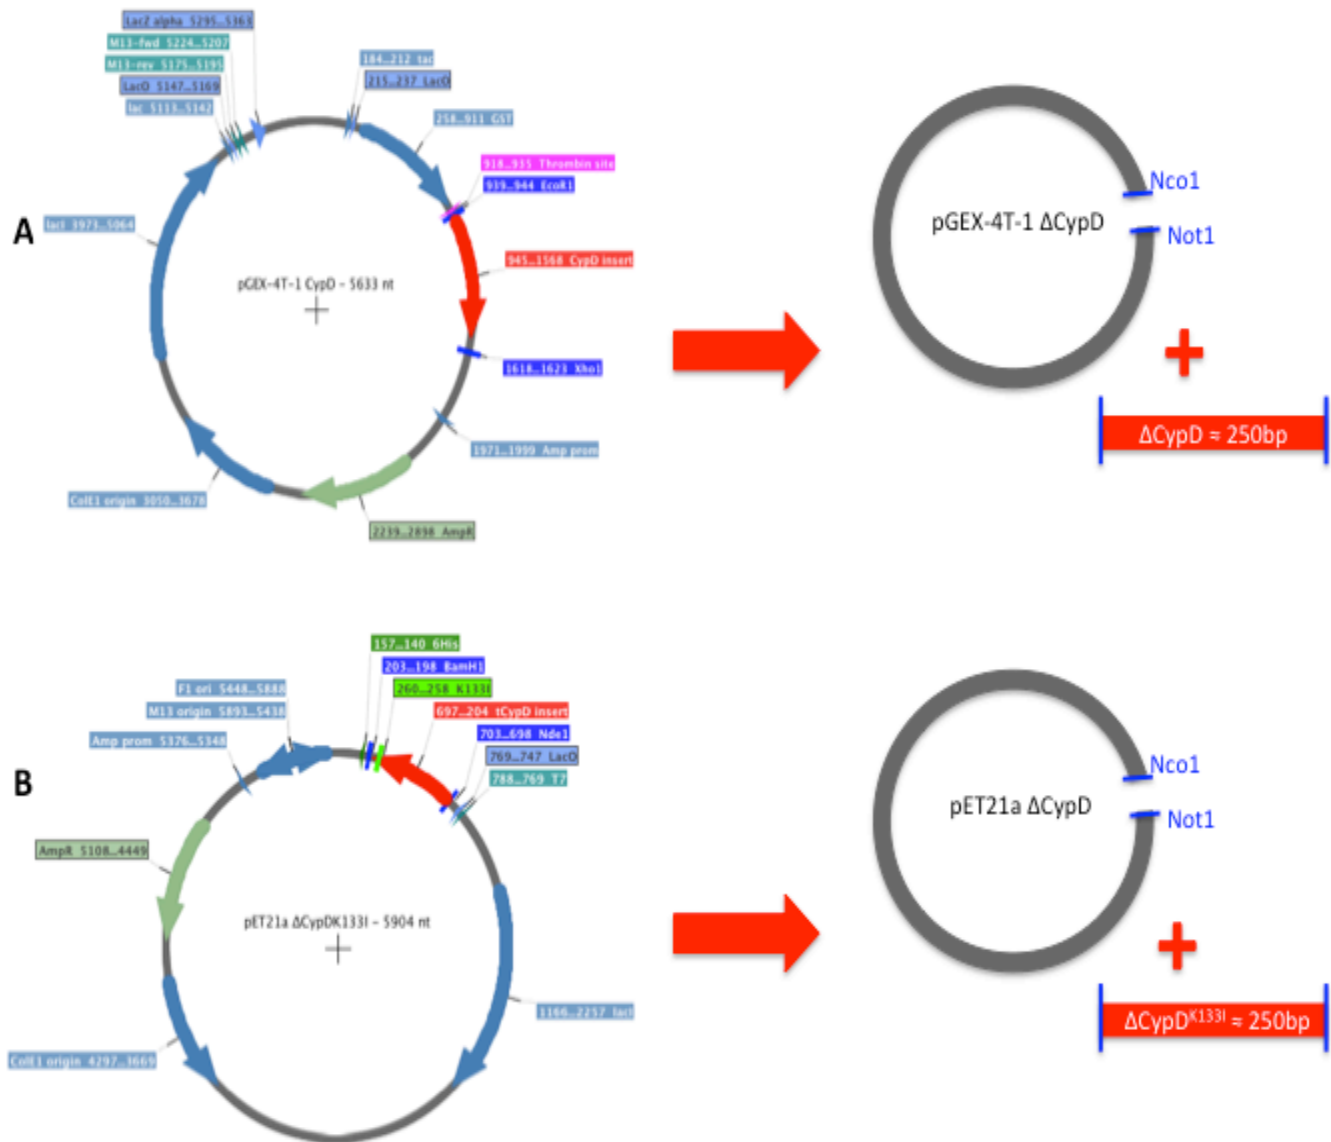 LacZ alpha 5295...5363
M13-fwd 5224...5207
M13-rev 5175...5195
LacO 5147...5169
lac 5113...5142
184...212 tac
215...237 LacO
258...911 GST
918...935 Thrombin site
939...944 EcoR1
A
lacI 3973...5064
945...1568 CypD insert
pGEX-4T-1 CypD - 5633 nt
1618...1623 Xho1
1971...1999 Amp prom
ColE1 origin 3050...3678
2239...2898 AmpR
Nco1
pGEX-4T-1 ΔCypD
Not1
+
ΔCypD ≈ 250bp
157...140 6His
203...198 BamH1
260...258 K133I
F1 ori 5448...5888
M13 origin 5893...5438
Amp prom 5376...5348
697...204 tCypD insert
703...698 Nde1
769...747 LacO
788...769 T7
B
AmpR 5108...4449
pET21a ΔCypDK133I - 5904 nt
1166...2257 lacI
ColE1 origin 4297...3669
Nco1
pET21a ΔCypD
Not1
+
ΔCypDᴷ¹³³ᴵ ≈ 250bp